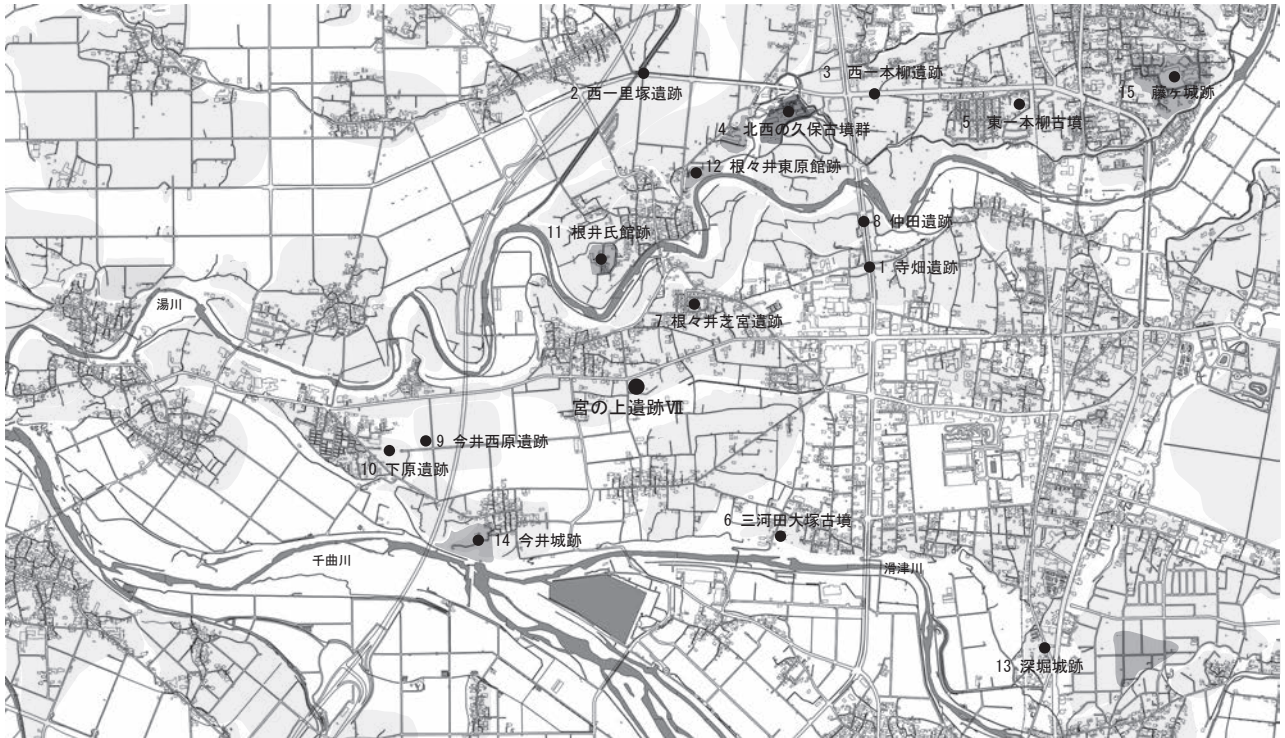 3 西一本柳遺跡
2 西一里塚遺跡
15 藤ヶ城跡
5 東一本柳古墳
4 北西の久保古墳群
12 根々井東原館跡
8 仲田遺跡
11 根井氏館跡
1 寺畑遺跡
湯川
7 根々井芝宮遺跡
宮の上遺跡Ⅶ
9 今井西原遺跡
10 下原遺跡
6 三河田大塚古墳
14 今井城跡
千曲川
滑津川
13 深堀城跡